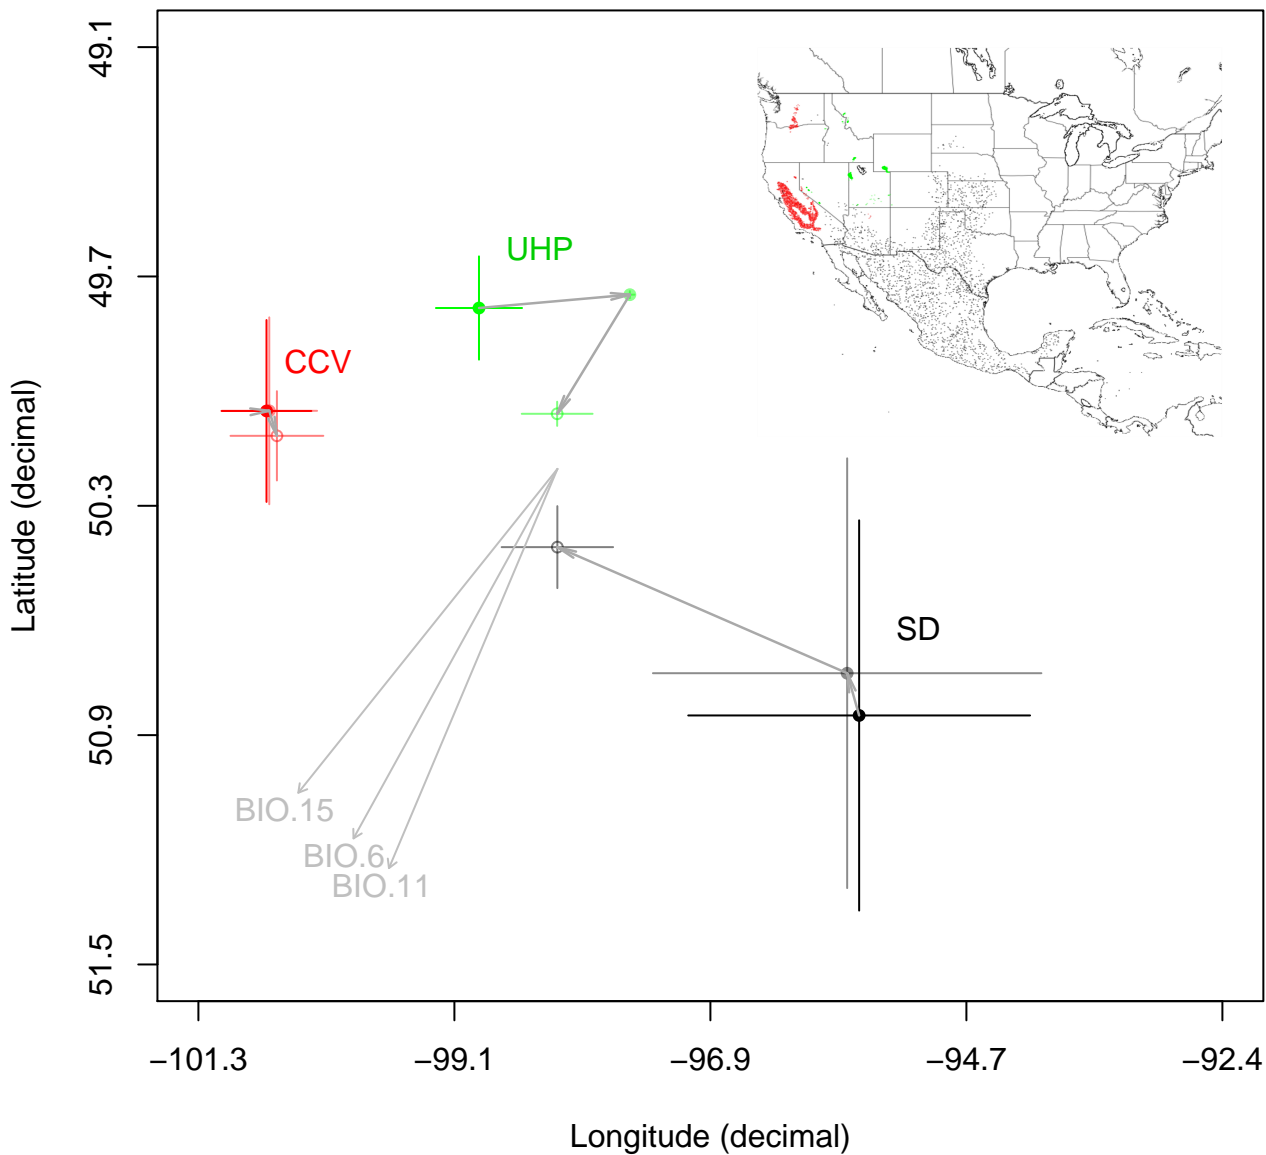 49.1
49.7
50.3
50.9
51.5
Latitude (decimal)
UHP
CCV
SD
BIO.15
BIO.6
BIO.11
−101.3
−99.1
−96.9
−94.7
−92.4
Longitude (decimal)